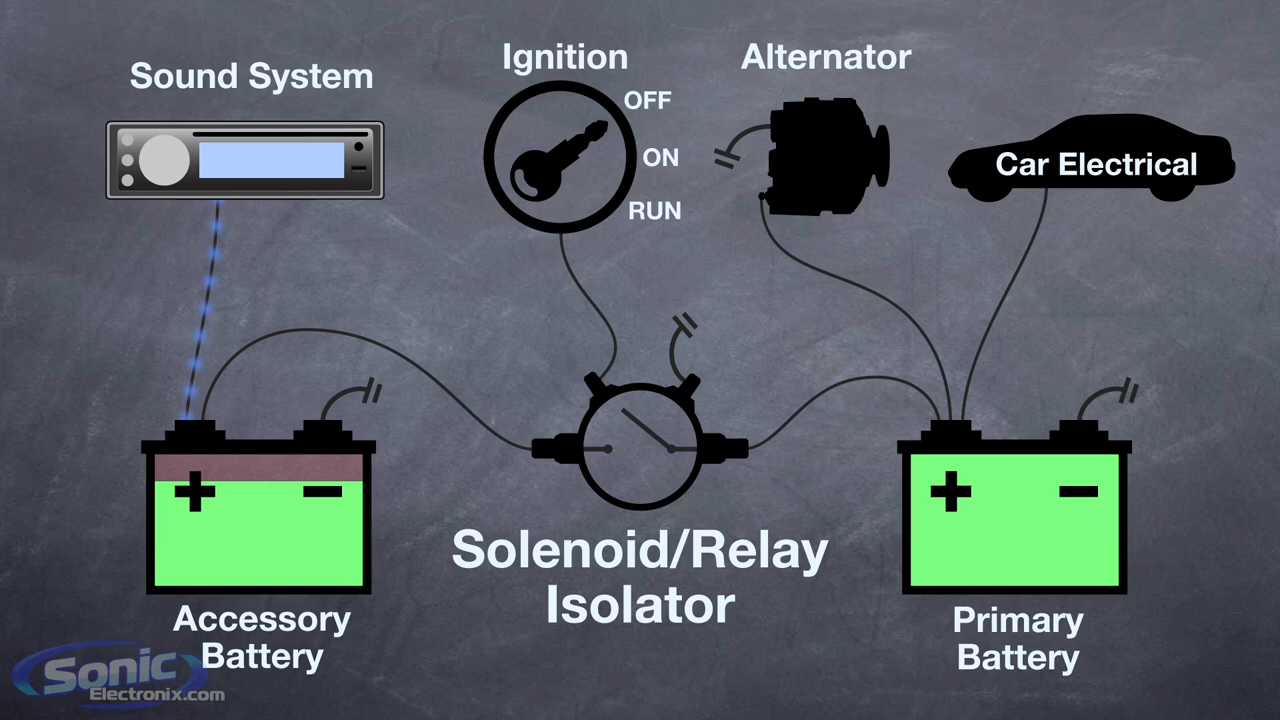 Sound System
Ignition
OFF
ON
RUN
Alternator
Car Electrical
+ −
+ −
Solenoid/Relay
Isolator
Accessory
Battery
Primary
Battery
Sonic
Electronix.com